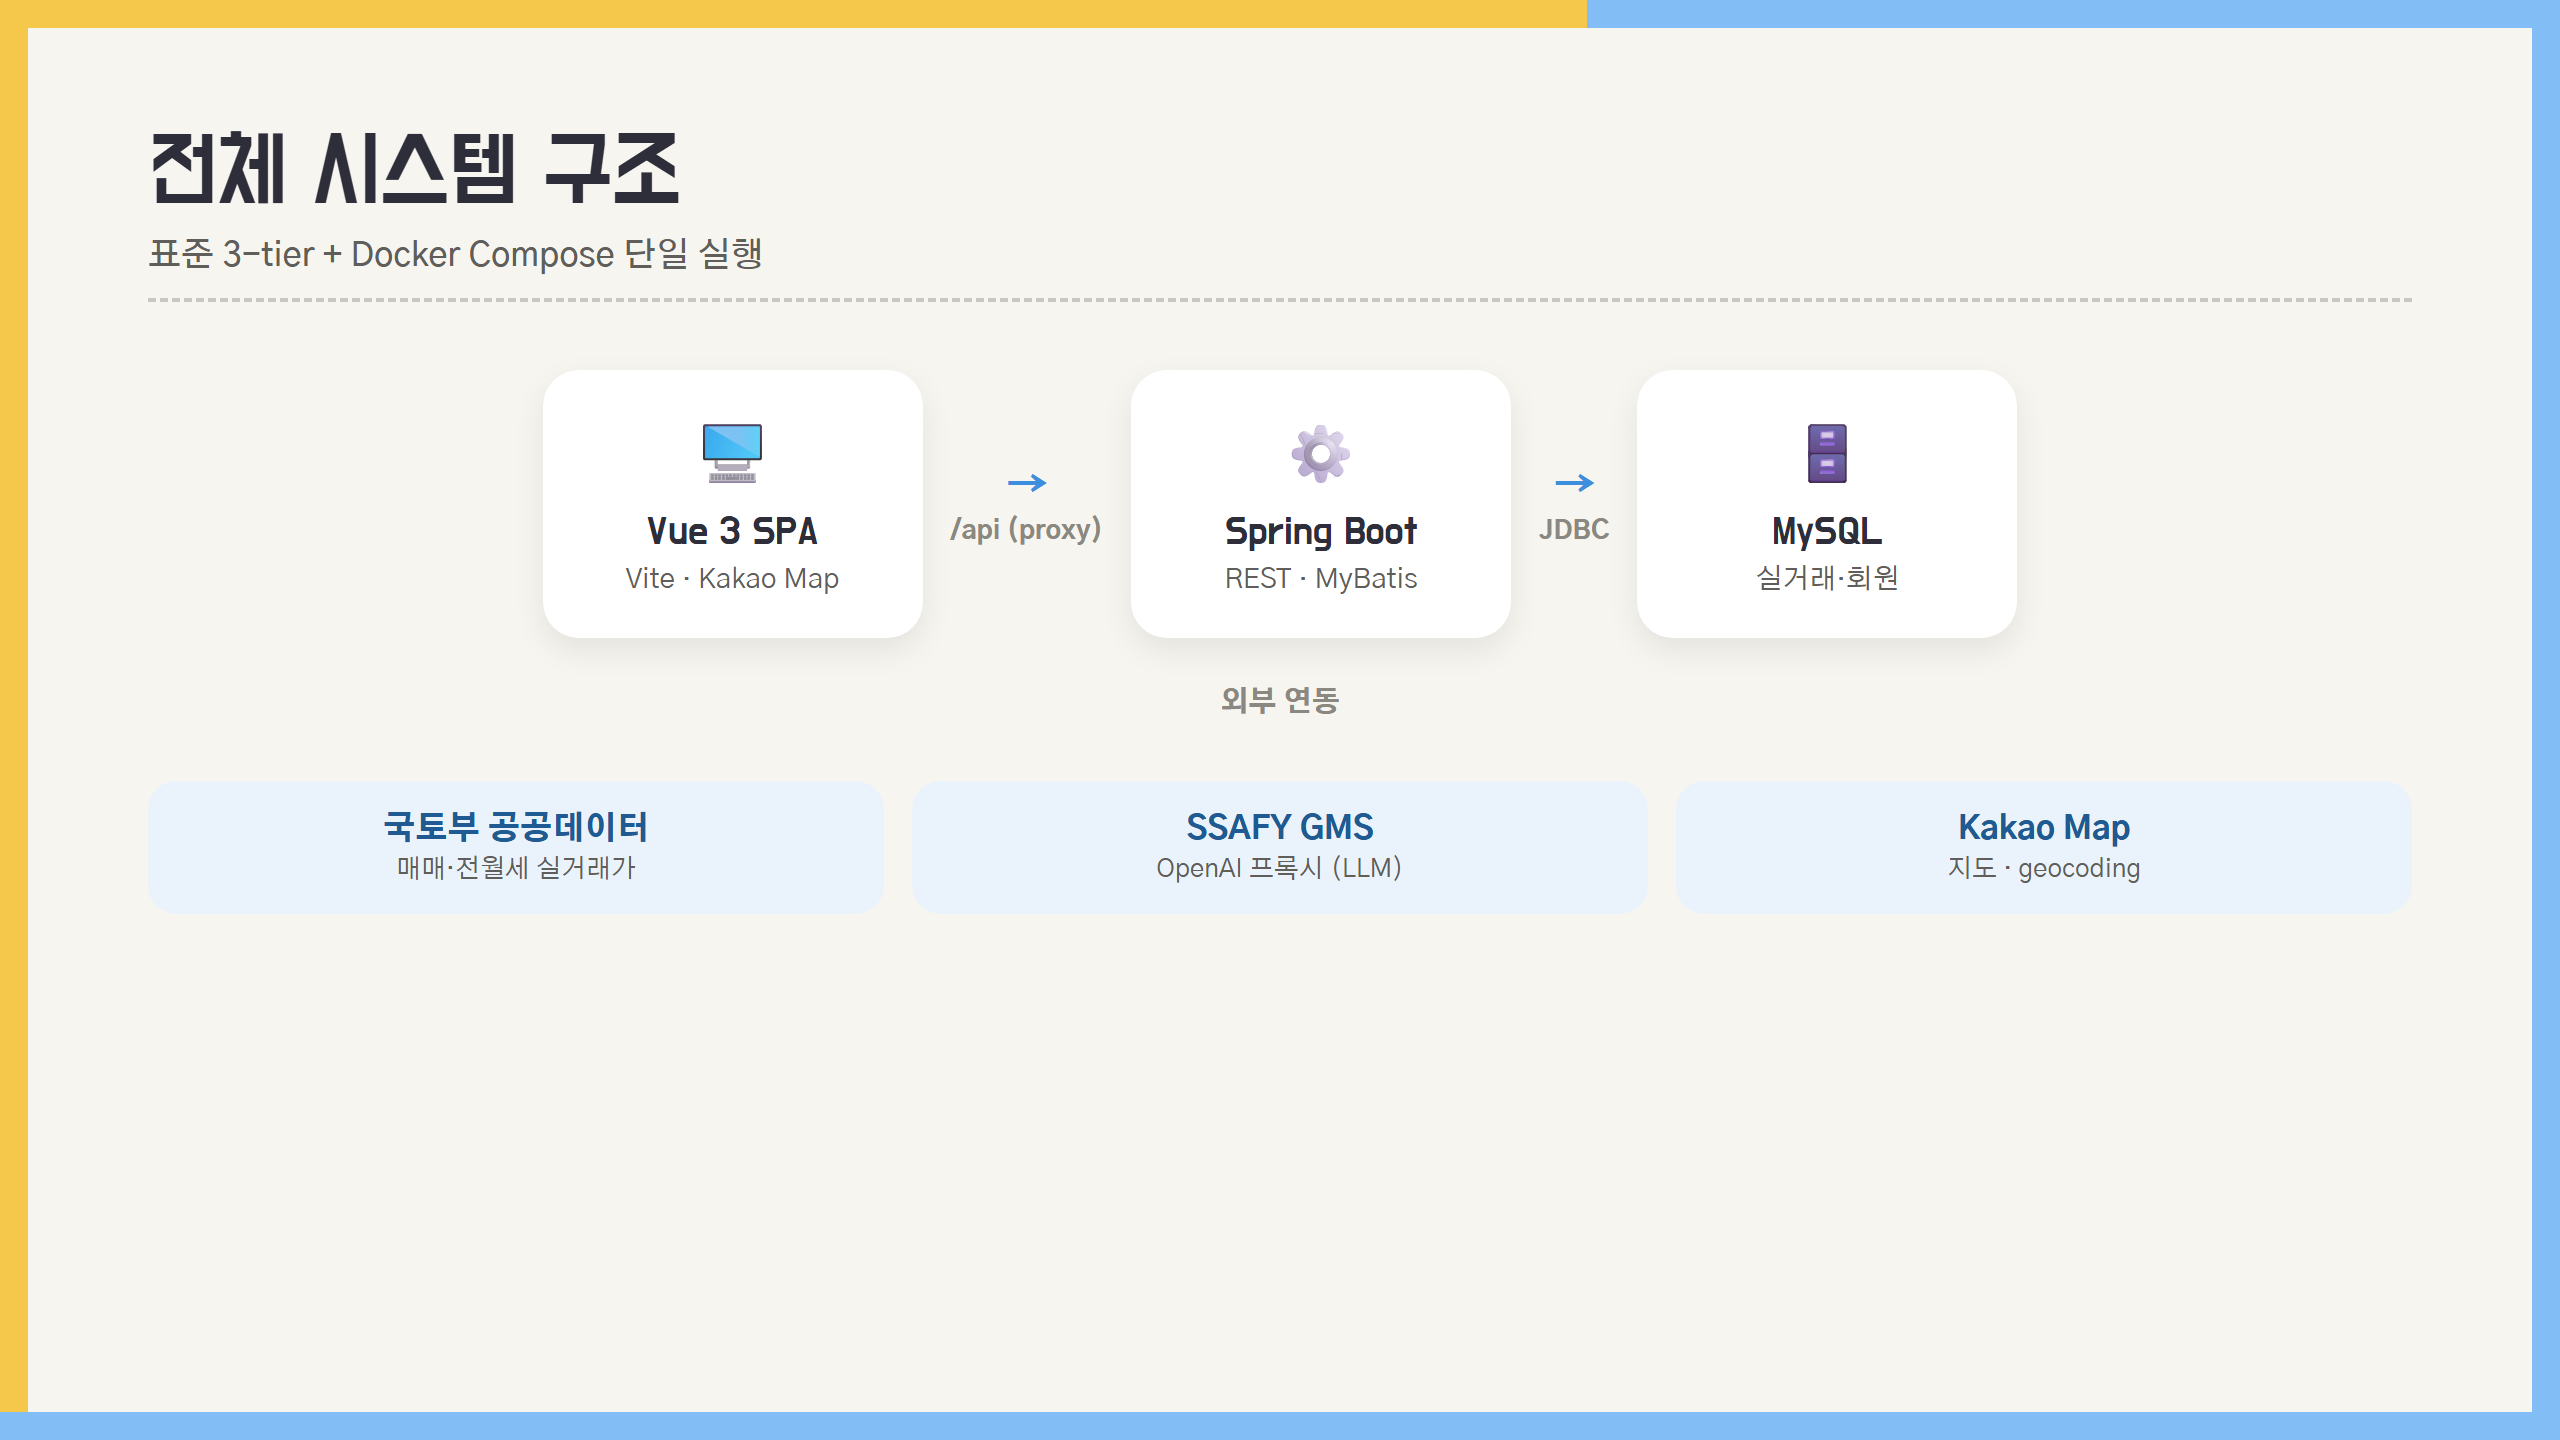 전체 시스템 구조
표준 3-tier + Docker Compose 단일 실행
Vue 3 SPA
Vite · Kakao Map
→
/api (proxy)
Spring Boot
REST · MyBatis
→
JDBC
MySQL
실거래·회원
외부 연동
국토부 공공데이터
매매·전월세 실거래가
SSAFY GMS
OpenAI 프록시 (LLM)
Kakao Map
지도 · geocoding